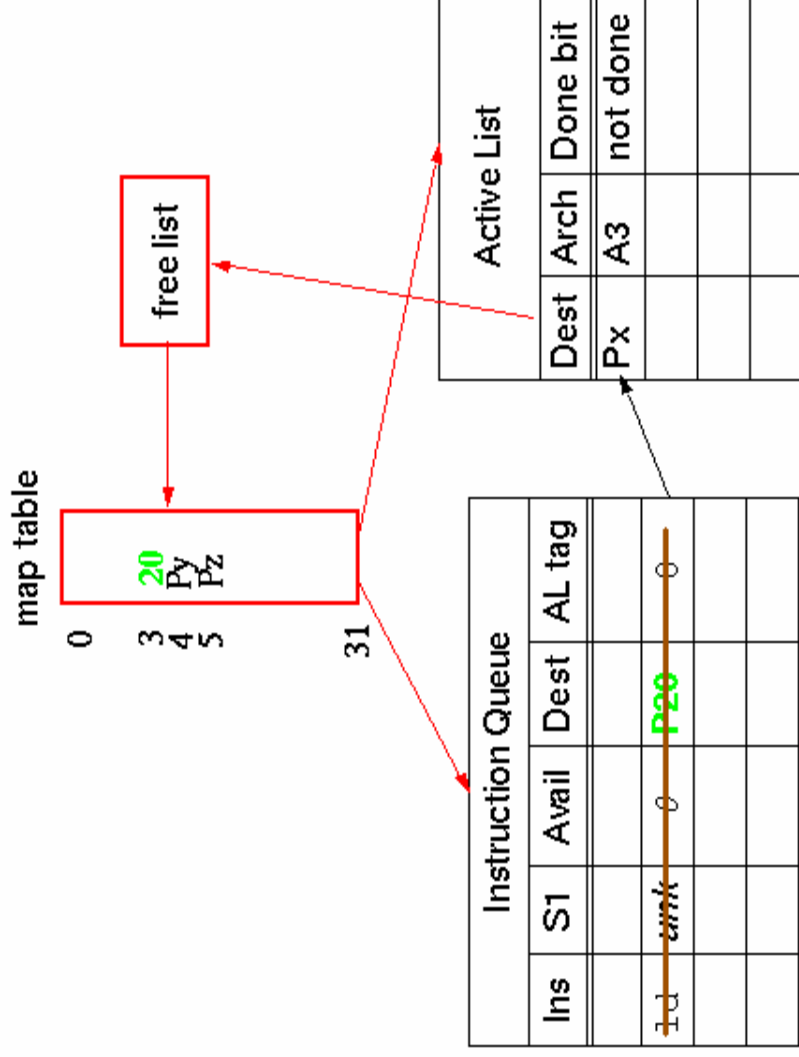 map table
0
3 20
4 Py
5 Pz
31
free list
Instruction Queue
Ins S1 Avail Dest AL tag
ld unk 0 P20 0
Active List
Dest Arch Done bit
Px A3 not done